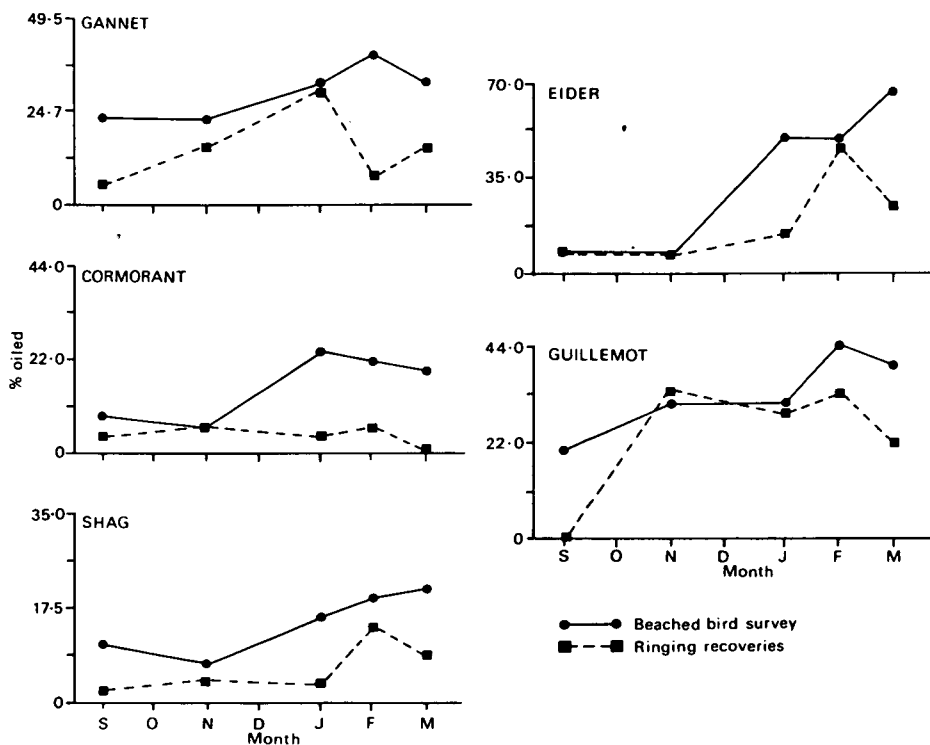 49·5
GANNET
24·7
0
44·0
CORMORANT
% oiled
22·0
0
35·0
SHAG
17·5
0
S O N D J F M
Month
70·0
EIDER
35·0
0
44·0
GUILLEMOT
22·0
0
S O N D J F M
Month
Beached bird survey
Ringing recoveries